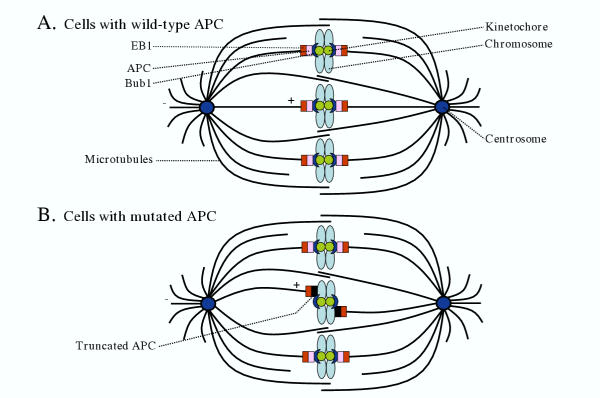 A. Cells with wild-type APC
EB1
APC
Bub1
Kinetochore
Chromosome
+
-
Centrosome
Microtubules
B. Cells with mutated APC
+
-
Truncated APC